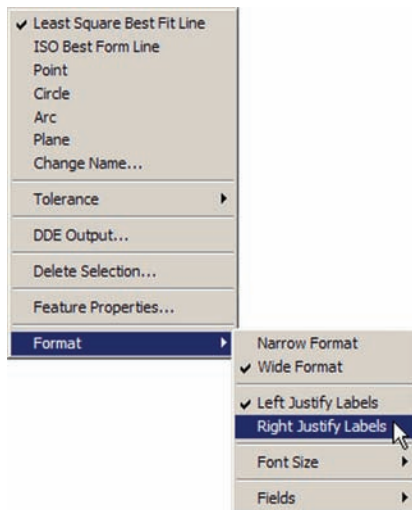 Least Square Best Fit Line
ISO Best Form Line
Point
Circle
Arc
Plane
Change Name...
Tolerance
DDE Output...
Delete Selection...
Feature Properties...
Format
Narrow Format
Wide Format
Left Justify Labels
Right Justify Labels
Font Size
Fields